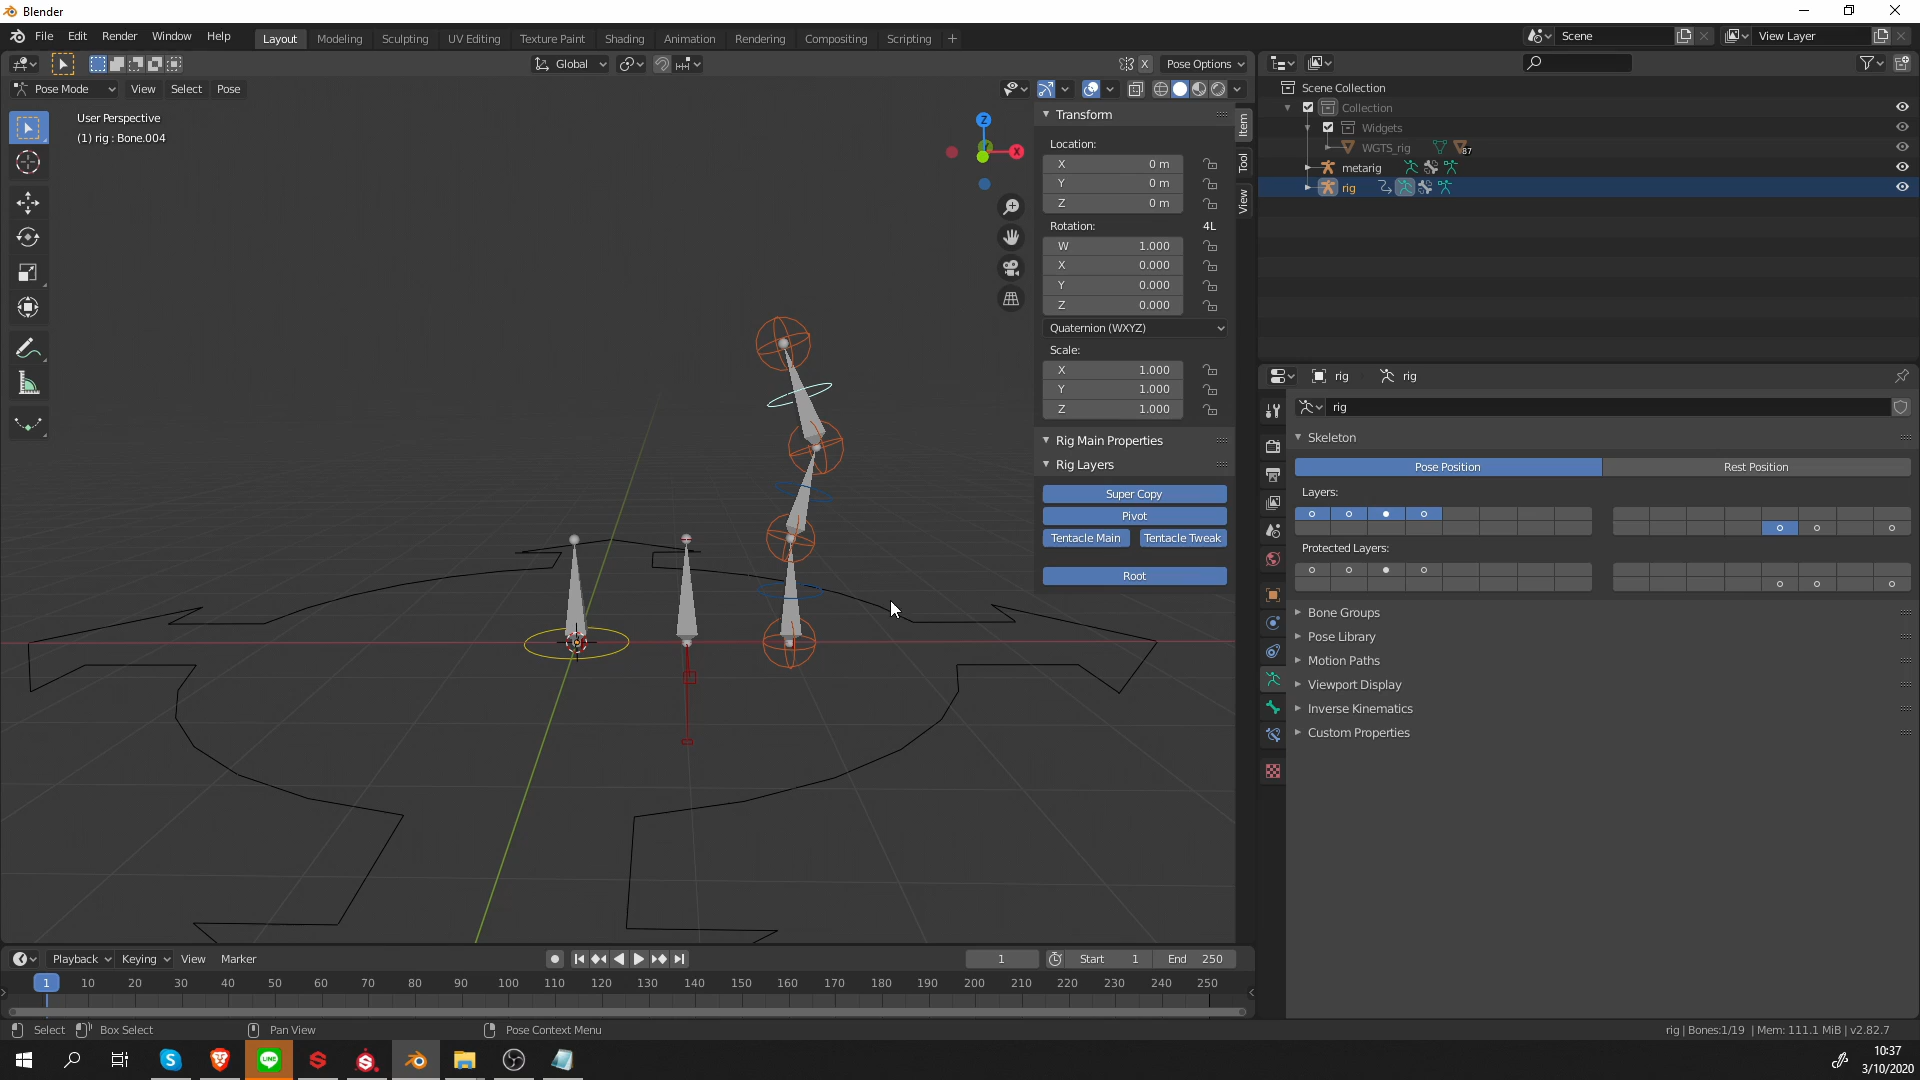 Blender
File Edit Render Window Help
Layout Modeling Sculpting UV Editing Texture Paint Shading Animation Rendering Compositing Scripting +
Scene
View Layer
Global
X
Pose Options
Pose Mode View Select Pose
User Perspective
(1) rig : Bone.004
Z
X
Item
Tool
View
Transform
Location:
X 0 m
Y 0 m
Z 0 m
Rotation: 4L
W 1.000
X 0.000
Y 0.000
Z 0.000
Quaternion (WXYZ)
Scale:
X 1.000
Y 1.000
Z 1.000
Rig Main Properties
Rig Layers
Super Copy
Pivot
Tentacle Main Tentacle Tweak
Root
Scene Collection
Collection
Widgets
WGTS_rig 87
metarig
rig
rig rig
rig
Skeleton
Pose Position Rest Position
Layers:
Protected Layers:
Bone Groups
Pose Library
Motion Paths
Viewport Display
Inverse Kinematics
Custom Properties
Playback Keying View Marker
1 Start 1 End 250
1 10 20 30 40 50 60 70 80 90 100 110 120 130 140 150 160 170 180 190 200 210 220 230 240 250
Select Box Select Pan View Pose Context Menu
rig | Bones:1/19 | Mem: 111.1 MiB | v2.82.7
LINE
10:37
3/10/2020